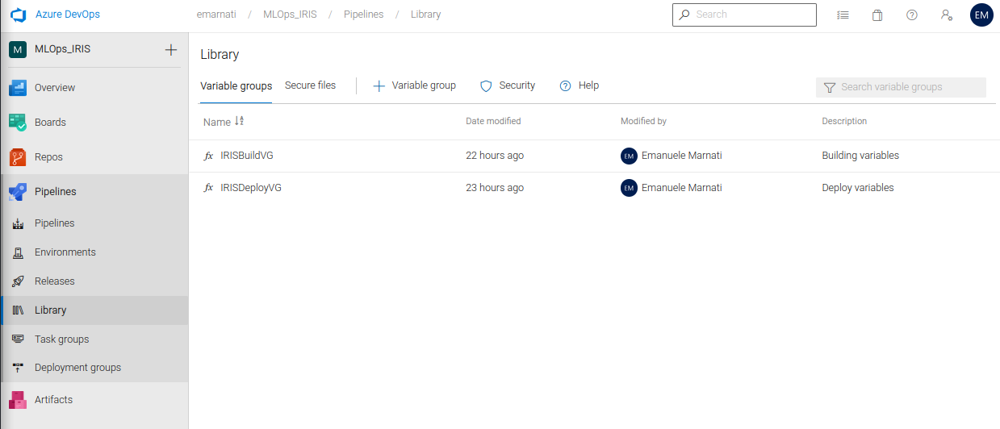 Azure DevOps
emarnati / MLOps_IRIS / Pipelines / Library
Search
EM
M MLOps_IRIS
Overview
Boards
Repos
Pipelines
Pipelines
Environments
Releases
Library
Task groups
Deployment groups
Artifacts
Library
Variable groups Secure files Variable group Security Help Search variable groups
Name Date modified Modified by Description
fx IRISBuildVG 22 hours ago EM Emanuele Marnati Building variables
fx IRISDeployVG 23 hours ago EM Emanuele Marnati Deploy variables